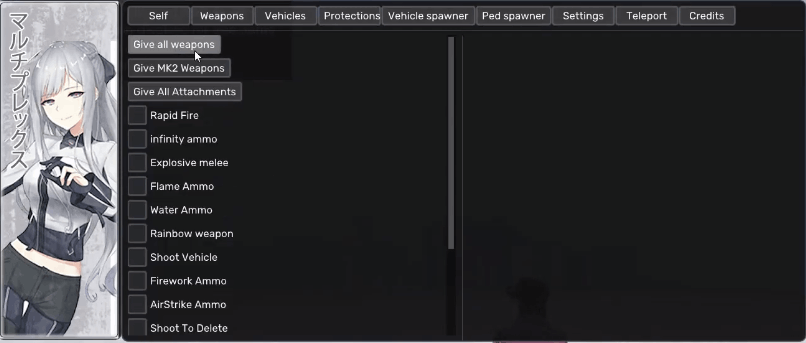 マルチプレックス
Self
Weapons
Vehicles
Protections
Vehicle spawner
Ped spawner
Settings
Teleport
Credits
Give all weapons
Give MK2 Weapons
Give All Attachments
Rapid Fire
infinity ammo
Explosive melee
Flame Ammo
Water Ammo
Rainbow weapon
Shoot Vehicle
Firework Ammo
AirStrike Ammo
Shoot To Delete